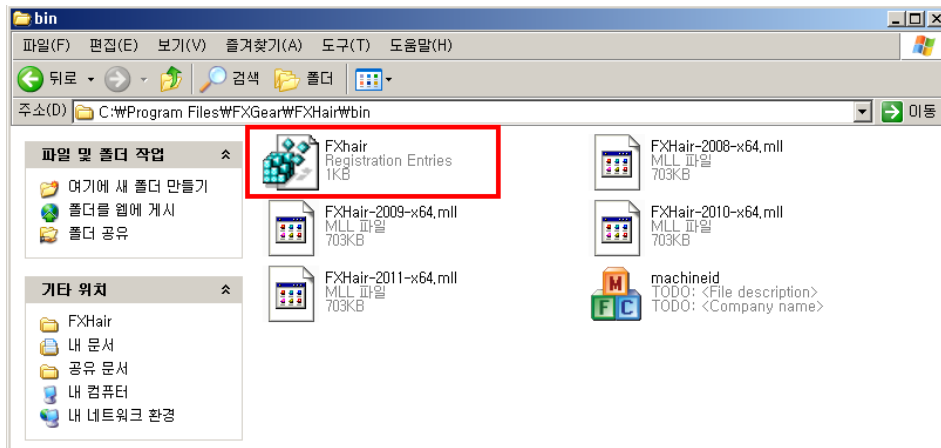 bin
파일(F) 편집(E) 보기(V) 즐겨찾기(A) 도구(T) 도움말(H)
뒤로 검색 폴더
주소(D) C:₩Program Files₩FXGear₩FXHair₩bin 이동
파일 및 폴더 작업
여기에 새 폴더 만들기
폴더를 웹에 게시
폴더 공유
기타 위치
FXHair
내 문서
공유 문서
내 컴퓨터
내 네트워크 환경
FXhair
Registration Entries
1KB
FXHair-2008-x64.mll
MLL 파일
703KB
FXHair-2009-x64.mll
MLL 파일
703KB
FXHair-2010-x64.mll
MLL 파일
703KB
FXHair-2011-x64.mll
MLL 파일
703KB
M
F C
machineid
TODO: <File description>
TODO: <Company name>